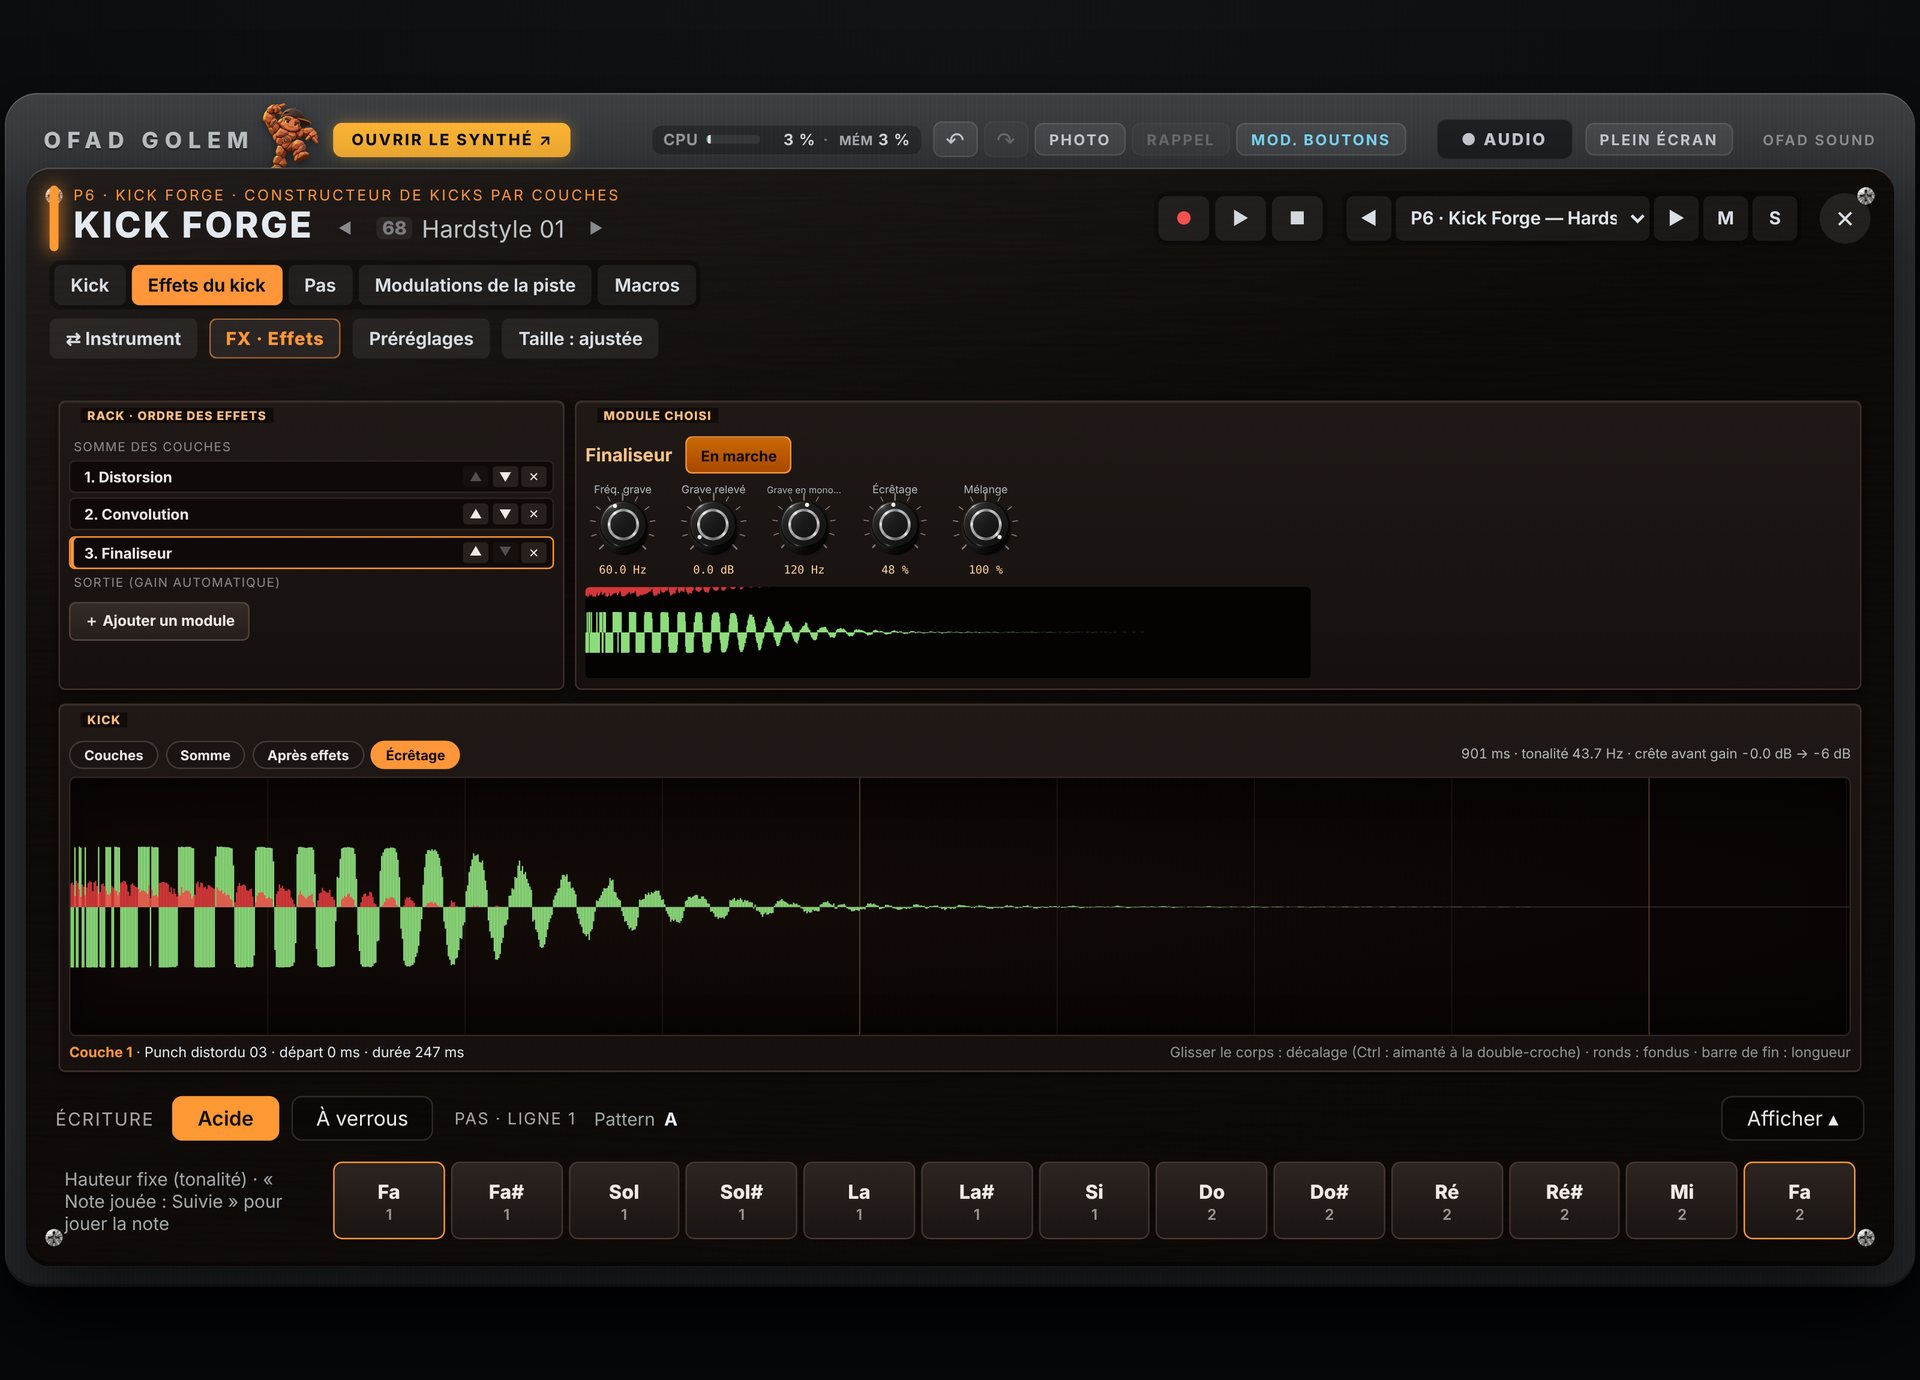 OFAD GOLEM
OUVRIR LE SYNTHÉ ↗
CPU 3 % · MÉM 3 %
↶
↷
PHOTO
RAPPEL
MOD. BOUTONS
● AUDIO
PLEIN ÉCRAN
OFAD SOUND
P6 · KICK FORGE · CONSTRUCTEUR DE KICKS PAR COUCHES
KICK FORGE
◀ 68 Hardstyle 01 ▶
P6 · Kick Forge — Hards
M
S
✕
Kick
Effets du kick
Pas
Modulations de la piste
Macros
⇄ Instrument
FX · Effets
Préréglages
Taille : ajustée
RACK · ORDRE DES EFFETS
SOMME DES COUCHES
1. Distorsion ▲ ▼ ×
2. Convolution ▲ ▼ ×
3. Finaliseur ▲ ▼ ×
SORTIE (GAIN AUTOMATIQUE)
+ Ajouter un module
MODULE CHOISI
Finaliseur
En marche
Fréq. grave
Grave relevé
Grave en mono...
Écrêtage
Mélange
60.0 Hz
0.0 dB
120 Hz
48 %
100 %
KICK
Couches
Somme
Après effets
Écrêtage
901 ms · tonalité 43.7 Hz · crête avant gain -0.0 dB → -6 dB
Couche 1 · Punch distordu 03 · départ 0 ms · durée 247 ms
Glisser le corps : décalage (Ctrl : aimanté à la double-croche) · ronds : fondus · barre de fin : longueur
ÉCRITURE
Acide
À verrous
PAS · LIGNE 1
Pattern A
Afficher ▴
Hauteur fixe (tonalité) · «
Note jouée : Suivie » pour
jouer la note
Fa
1
Fa#
1
Sol
1
Sol#
1
La
1
La#
1
Si
1
Do
2
Do#
2
Ré
2
Ré#
2
Mi
2
Fa
2